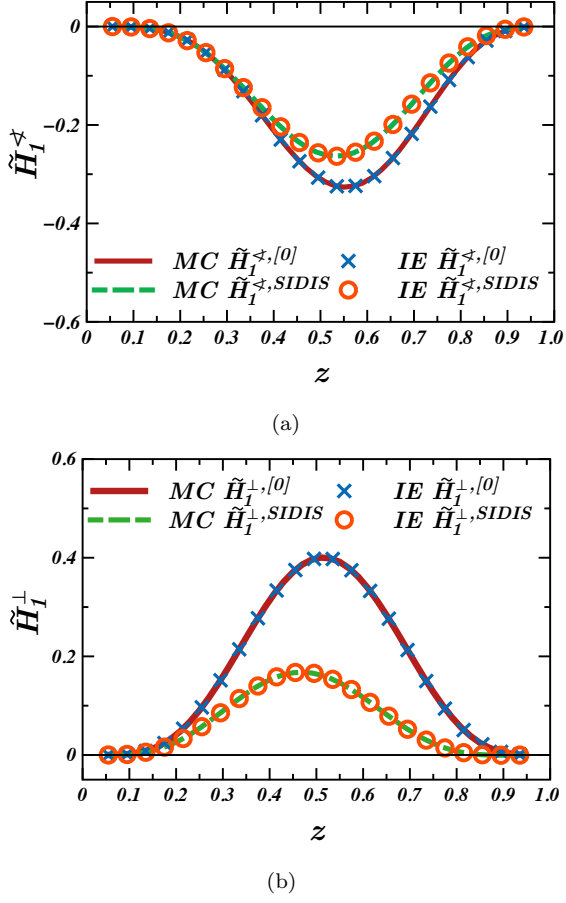 0
−0.2
−0.4
−0.6
H̃₁^∢
MC H̃₁^{∢,[0]} IE H̃₁^{∢,[0]}
MC H̃₁^{∢,SIDIS} IE H̃₁^{∢,SIDIS}
0 0.1 0.2 0.3 0.4 0.5 0.6 0.7 0.8 0.9 1.0
z
(a)
0.6
0.4
0.2
0
H̃₁^⊥
MC H̃₁^{⊥,[0]} IE H̃₁^{⊥,[0]}
MC H̃₁^{⊥,SIDIS} IE H̃₁^{⊥,SIDIS}
0 0.1 0.2 0.3 0.4 0.5 0.6 0.7 0.8 0.9 1.0
z
(b)